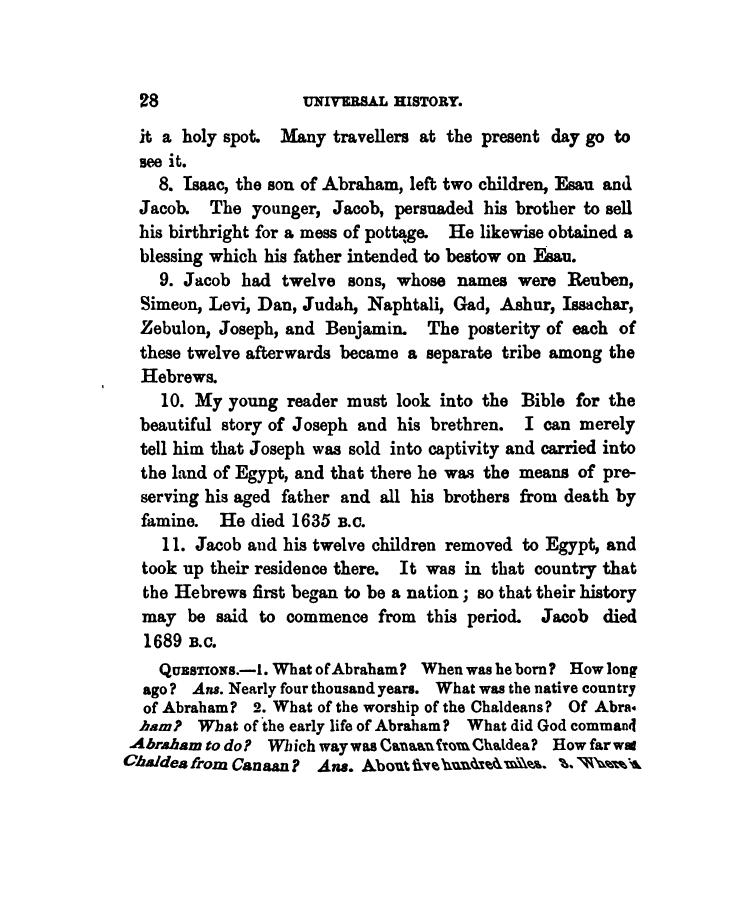 28 UNIVERSAL HISTORY.
it a holy spot. Many travellers at the present day go to
see it.
8. Isaac, the son of Abraham, left two children, Esau and
Jacob. The younger, Jacob, persuaded his brother to sell
his birthright for a mess of pottage. He likewise obtained a
blessing which his father intended to bestow on Esau.
9. Jacob had twelve sons, whose names were Reuben,
Simeon, Levi, Dan, Judah, Naphtali, Gad, Ashur, Issachar,
Zebulon, Joseph, and Benjamin. The posterity of each of
these twelve afterwards became a separate tribe among the
Hebrews.
10. My young reader must look into the Bible for the
beautiful story of Joseph and his brethren. I can merely
tell him that Joseph was sold into captivity and carried into
the land of Egypt, and that there he was the means of pre-
serving his aged father and all his brothers from death by
famine. He died 1635 B.C.
11. Jacob and his twelve children removed to Egypt, and
took up their residence there. It was in that country that
the Hebrews first began to be a nation; so that their history
may be said to commence from this period. Jacob died
1689 B.C.
QUESTIONS.—1. What of Abraham? When was he born? How long
ago? Ans. Nearly four thousand years. What was the native country
of Abraham? 2. What of the worship of the Chaldeans? Of Abra-
ham? What of the early life of Abraham? What did God command
Abraham to do? Which way was Canaan from Chaldea? How far was
Chaldea from Canaan? Ans. About five hundred miles. 3. Where is